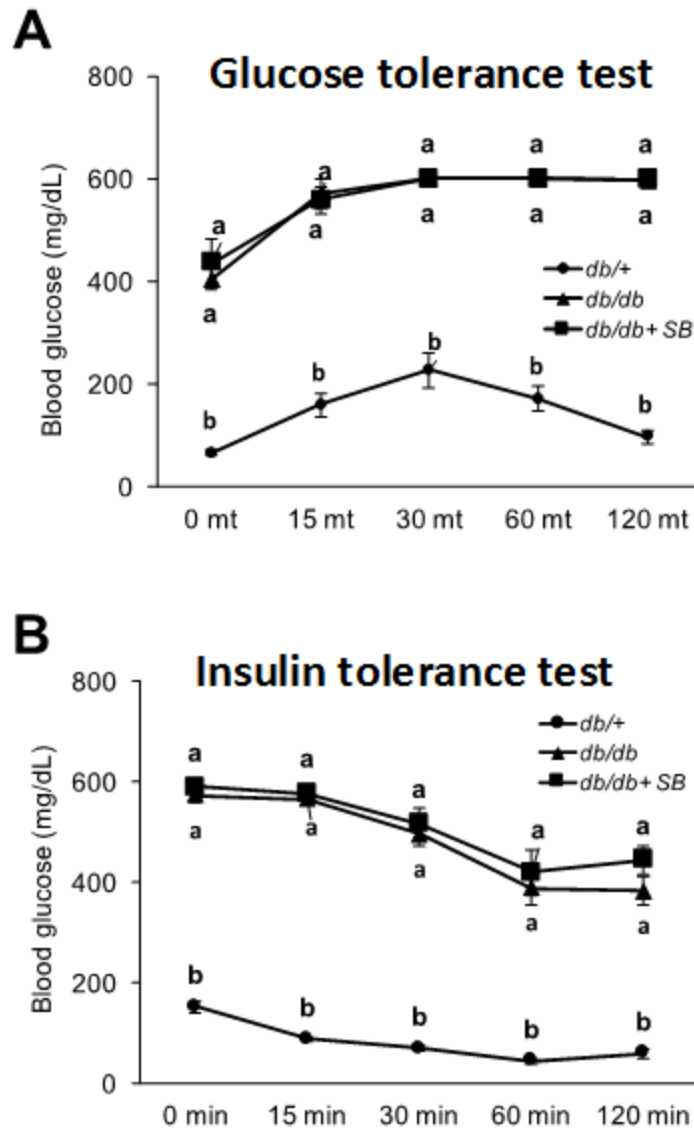 A
Glucose tolerance test
800
600
400
200
0
Blood glucose (mg/dL)
a a a a a
a a a a a
b b b b b
db/+
db/db
db/db+ SB
0 mt 15 mt 30 mt 60 mt 120 mt
B
Insulin tolerance test
800
600
400
200
0
Blood glucose (mg/dL)
db/+
db/db
db/db+ SB
a a a a a
a a a a a
b b b b b
0 min 15 min 30 min 60 min 120 min